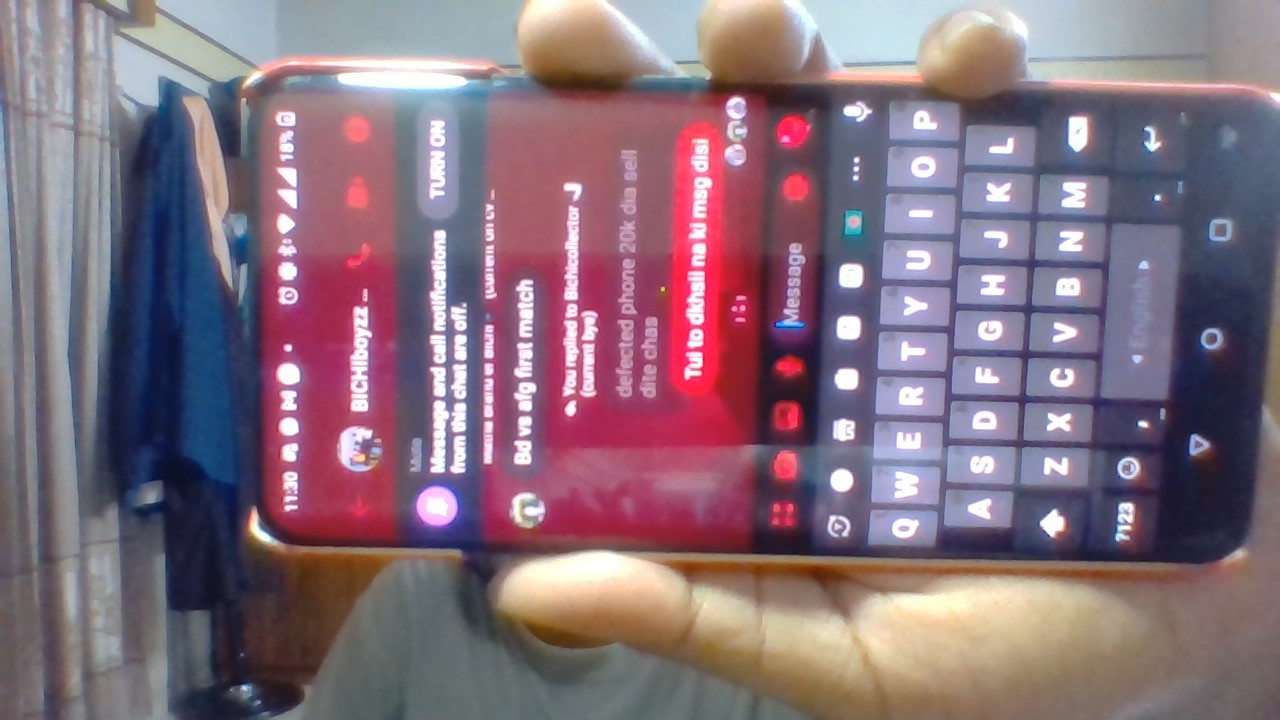 11:30
18%
BICHIboyzz ...
Mute
Message and call notifications
from this chat are off.
TURN ON
Bd vs afg first match
You replied to Bichicollector
(current bye)
defected phone 20k dia sell
dite chas
Tui to dkhsli na ki msg disi
Message
Q W E R T Y U I O P
A S D F G H J K L
Z X C V B N M
?123 , English .